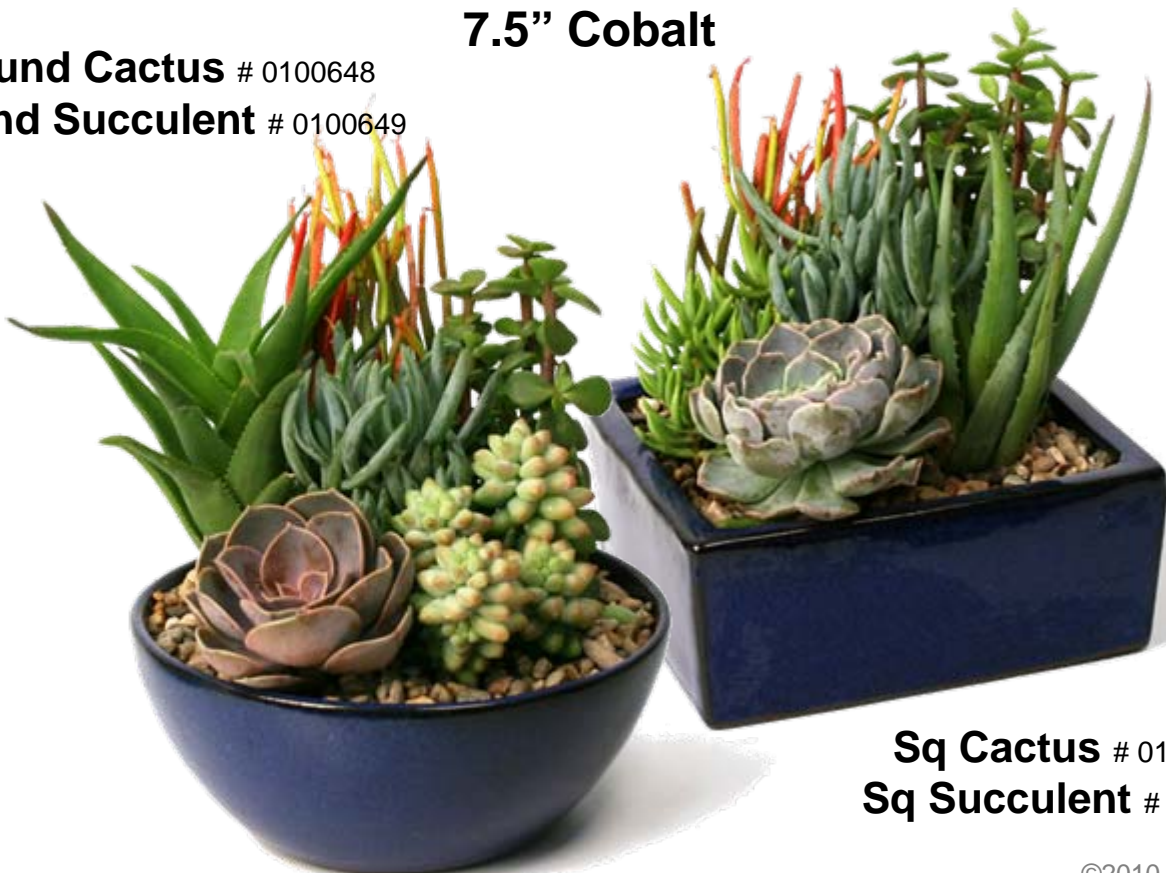 7.5” Cobalt
und Cactus # 0100648
nd Succulent # 0100649
Sq Cactus # 01
Sq Succulent #
©2010